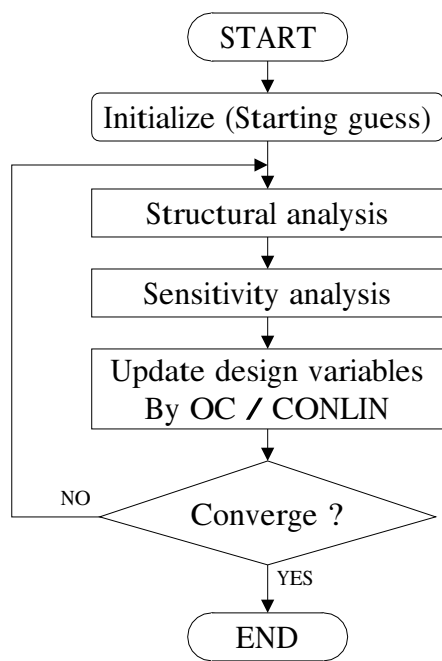 START
Initialize (Starting guess)
Structural analysis
Sensitivity analysis
Update design variables
By OC / CONLIN
NO
Converge ?
YES
END